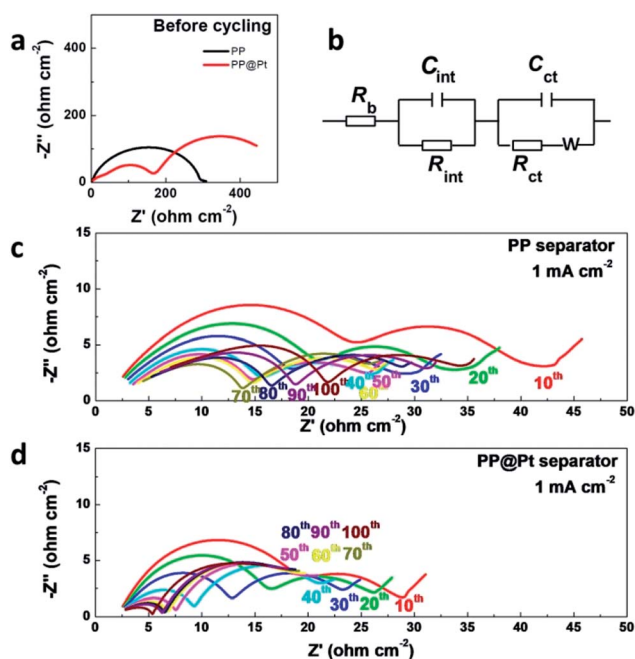 a
Before cycling
PP
PP@Pt
-Z'' (ohm cm⁻²)
400
200
0
0 200 400
Z' (ohm cm⁻²)
b
R_b
C_int
R_int
C_ct
R_ct
W
c
PP separator
1 mA cm⁻²
-Z'' (ohm cm⁻²)
15
10
5
0
70ᵗʰ 80ᵗʰ 90ᵗʰ 100ᵗʰ 40ᵗʰ 50ᵗʰ 60 30ᵗʰ 20ᵗʰ 10ᵗʰ
0 5 10 15 20 25 30 35 40 45 50
Z' (ohm cm⁻²)
d
PP@Pt separator
1 mA cm⁻²
-Z'' (ohm cm⁻²)
15
10
5
0
80ᵗʰ 90ᵗʰ 100ᵗʰ
50ᵗʰ 60ᵗʰ 70ᵗʰ
40ᵗʰ 30ᵗʰ 20ᵗʰ 10ᵗʰ
0 5 10 15 20 25 30 35 40 45 50
Z' (ohm cm⁻²)